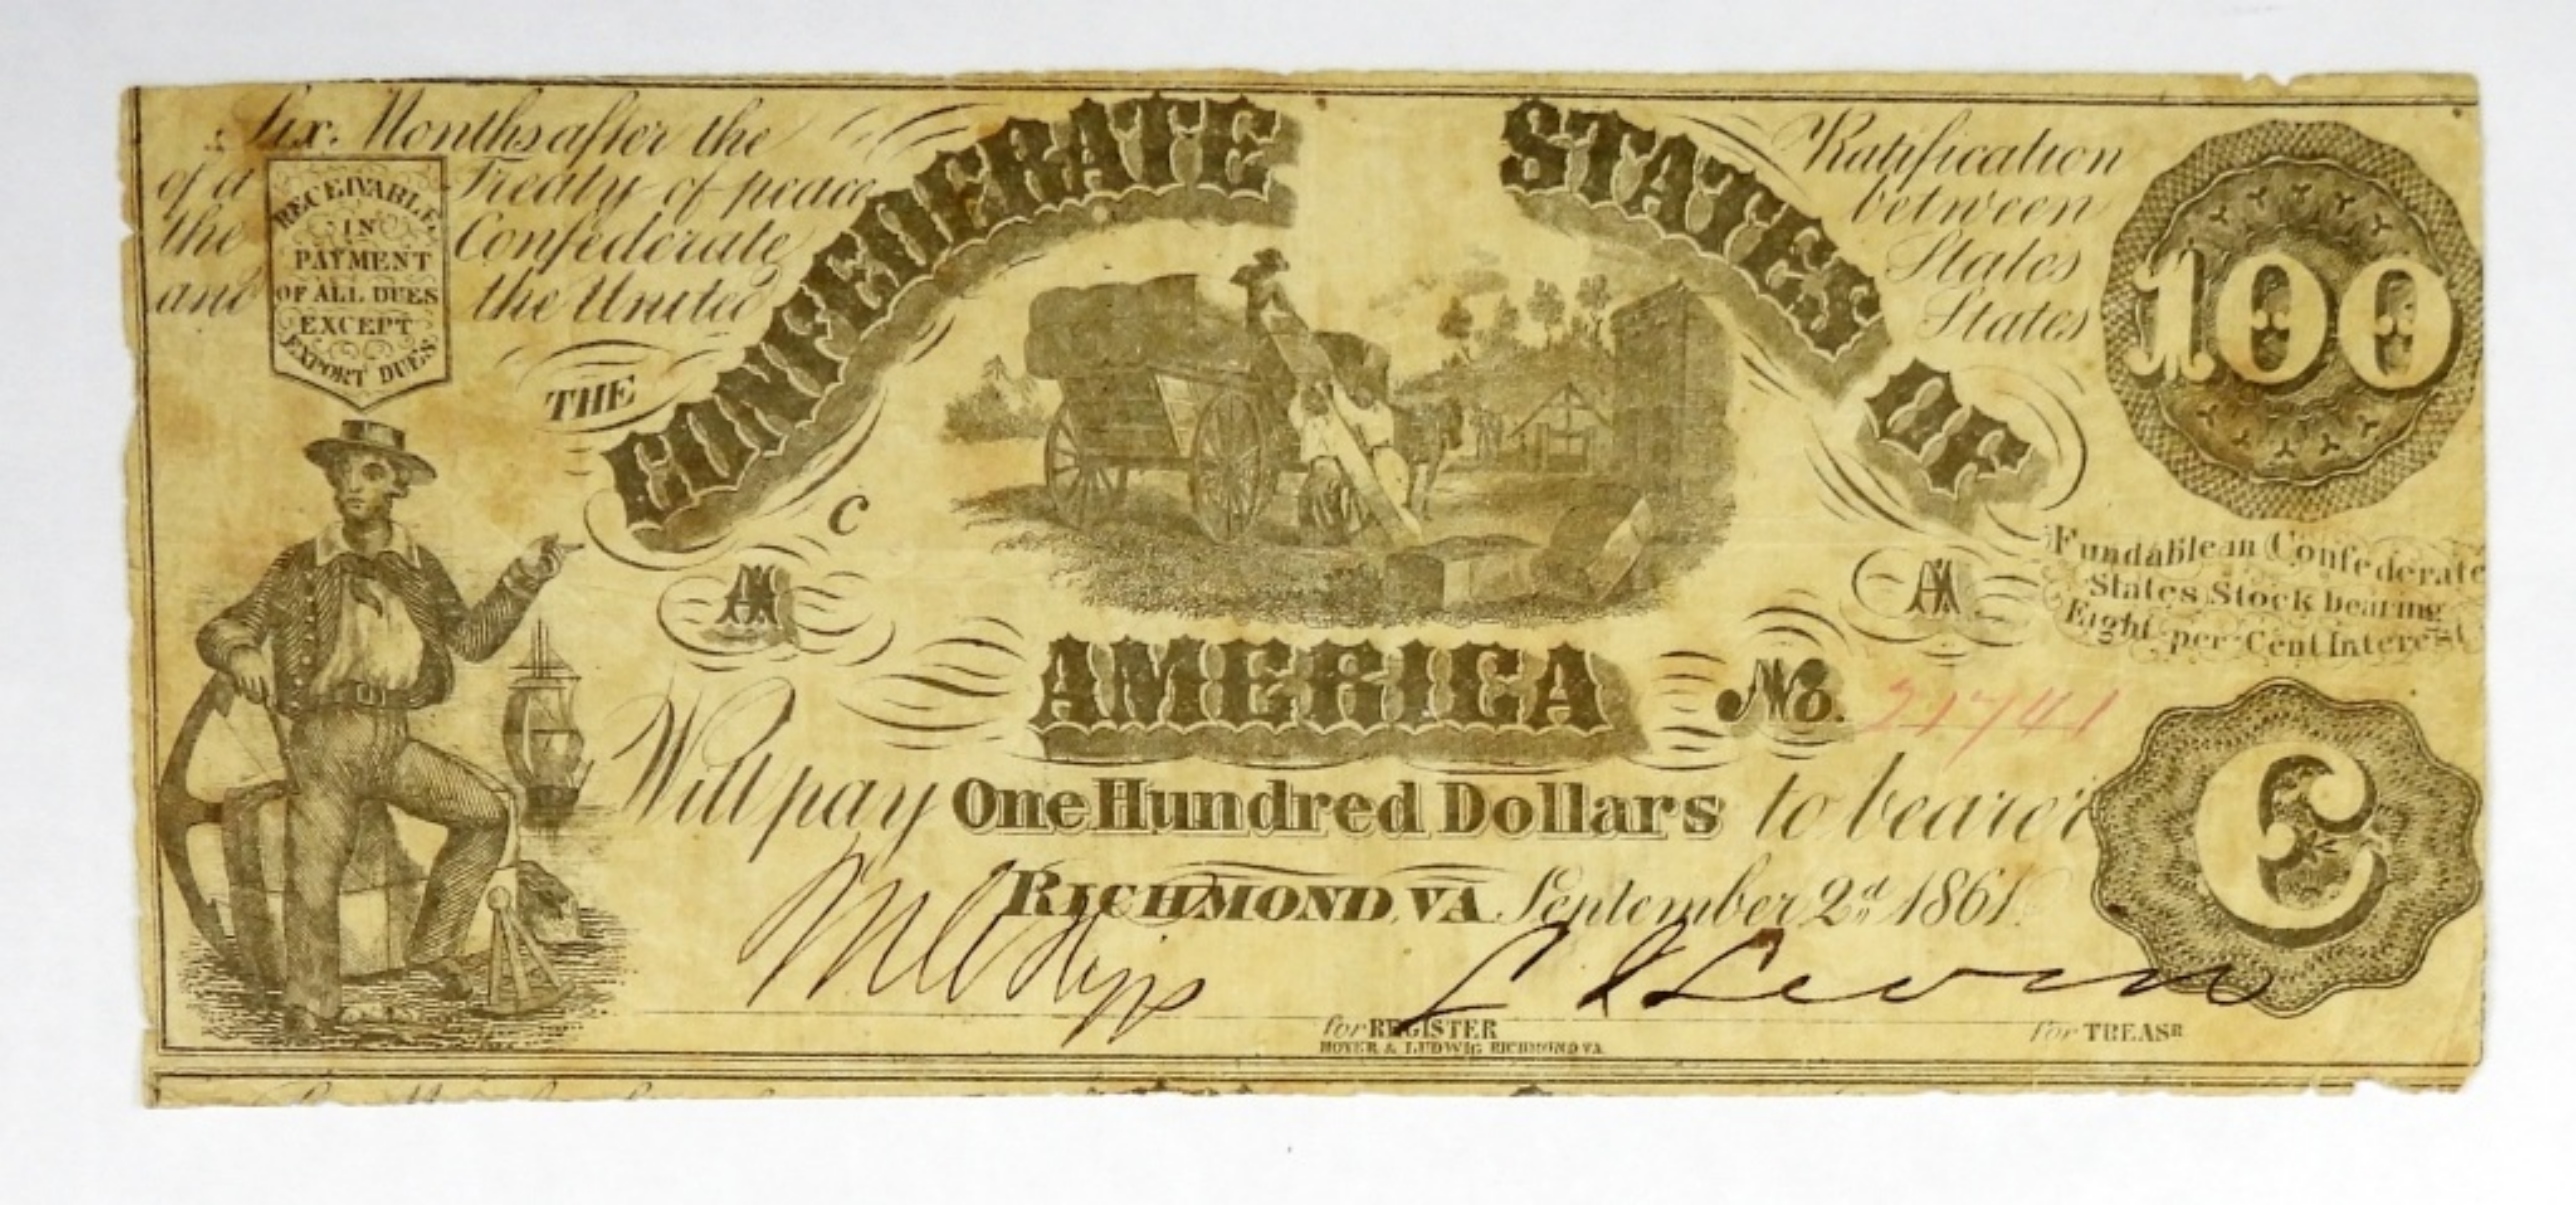 Six Months after the Ratification
of a Treaty of peace between
the Confederate States
and the United States
RECEIVABLE
IN
PAYMENT
OF ALL DUES
EXCEPT
EXPORT DUES
100
THE
CONFEDERATE STATES OF
C
AA
AA
AMERICA
Fundable in Confederate
States Stock bearing
Eight per Cent Interest
No.
Will pay One Hundred Dollars to bearer
C
RICHMOND, VA September 2d 1861.
for REGISTER
for TREASR
HOYER & LUDWIG RICHMOND VA